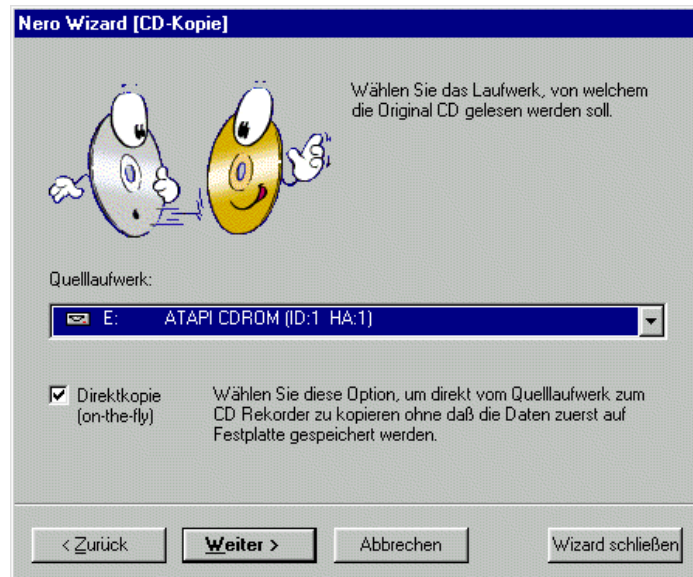 Nero Wizard [CD-Kopie]
Wählen Sie das Laufwerk, von welchem
die Original CD gelesen werden soll.
Quelllaufwerk:
E: ATAPI CDROM (ID:1 HA:1)
Direktkopie
(on-the-fly)
Wählen Sie diese Option, um direkt vom Quelllaufwerk zum
CD Rekorder zu kopieren ohne daß die Daten zuerst auf
Festplatte gespeichert werden.
< Zurück
Weiter >
Abbrechen
Wizard schließen